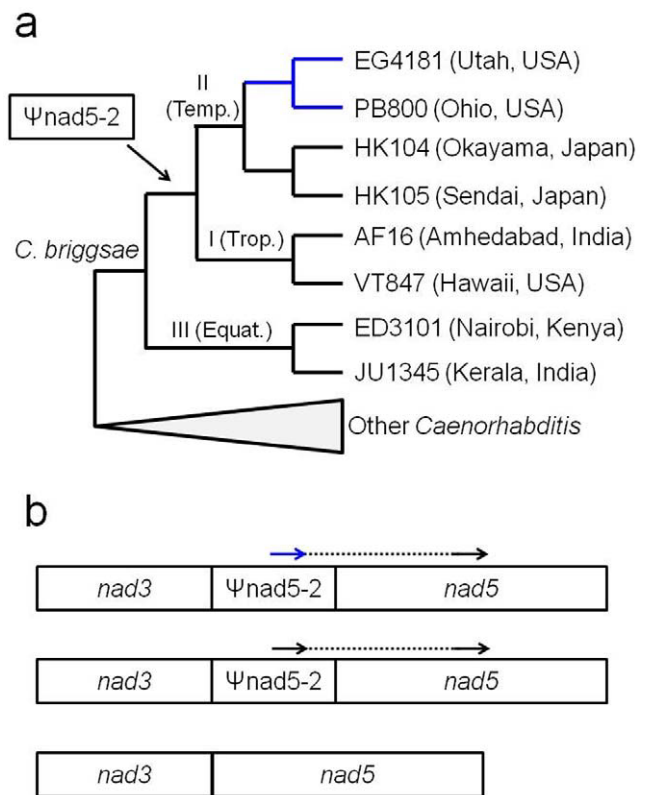 a
II
(Temp.)
Ψnad5-2
C. briggsae
I (Trop.)
III (Equat.)
EG4181 (Utah, USA)
PB800 (Ohio, USA)
HK104 (Okayama, Japan)
HK105 (Sendai, Japan)
AF16 (Amhedabad, India)
VT847 (Hawaii, USA)
ED3101 (Nairobi, Kenya)
JU1345 (Kerala, India)
Other Caenorhabditis
b
nad3 Ψnad5-2 nad5
nad3 Ψnad5-2 nad5
nad3 nad5